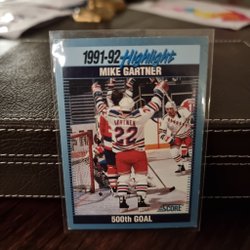 1991-92 Highlight
MIKE GARTNER
GARTNER
22
500th GOAL
SCORE